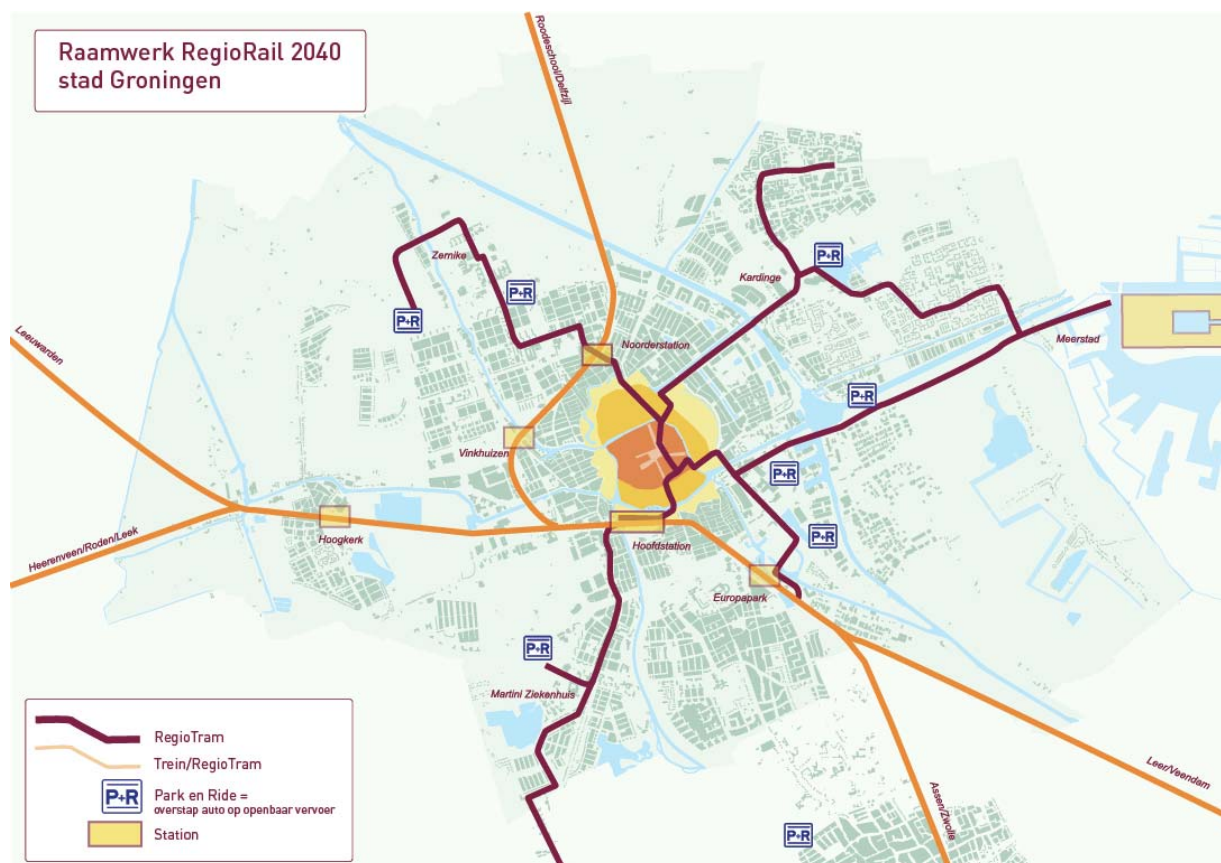 Raamwerk RegioRail 2040
stad Groningen
Roodeschool/Delfzijl
Zernike
P+R
P+R
Kardinge
P+R
Leeuwarden
Noorderstation
Meerstad
P+R
Vinkhuizen
P+R
Heerenveen/Roden/Leek
Hoogkerk
Hoofdstation
P+R
Europapark
P+R
Martini Ziekenhuis
Leer/Veendam
Assen/Zwolle
P+R
RegioTram
Trein/RegioTram
P+R
Park en Ride =
overstap auto op openbaar vervoer
Station